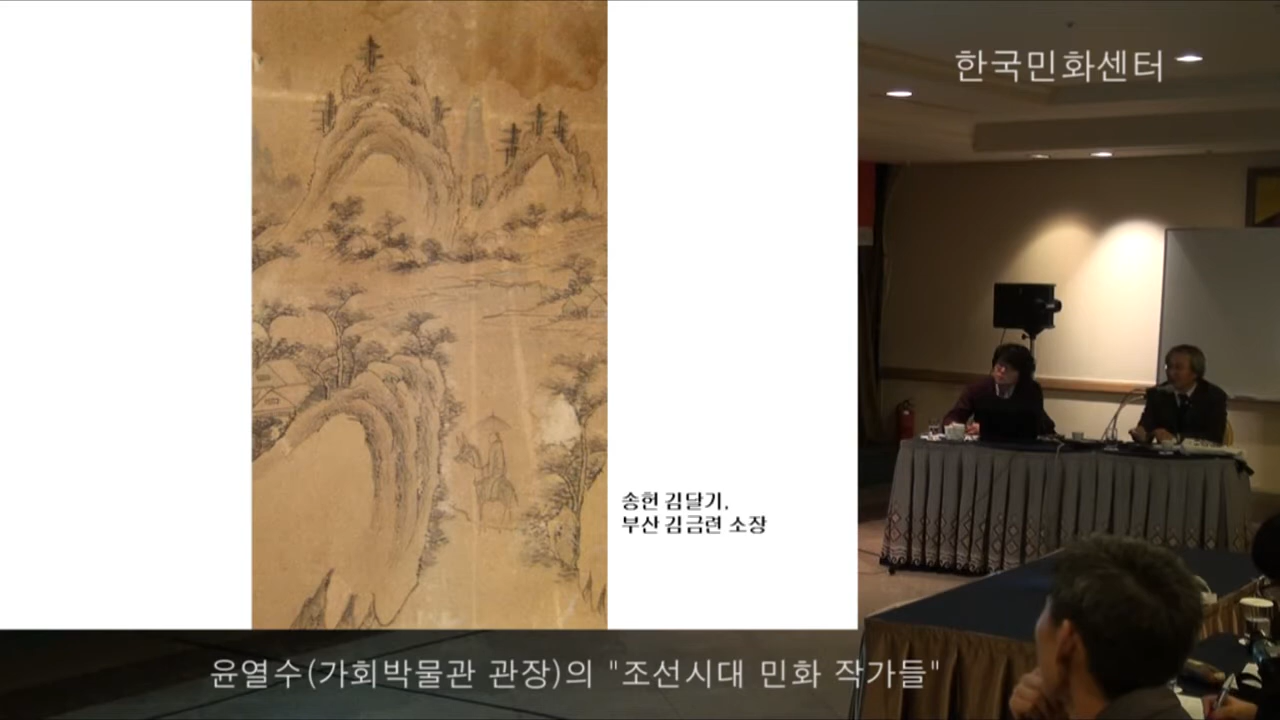 한국민화센터
송헌 김달기,
부산 김금련 소장
윤열수(가회박물관 관장)의 "조선시대 민화 작가들"